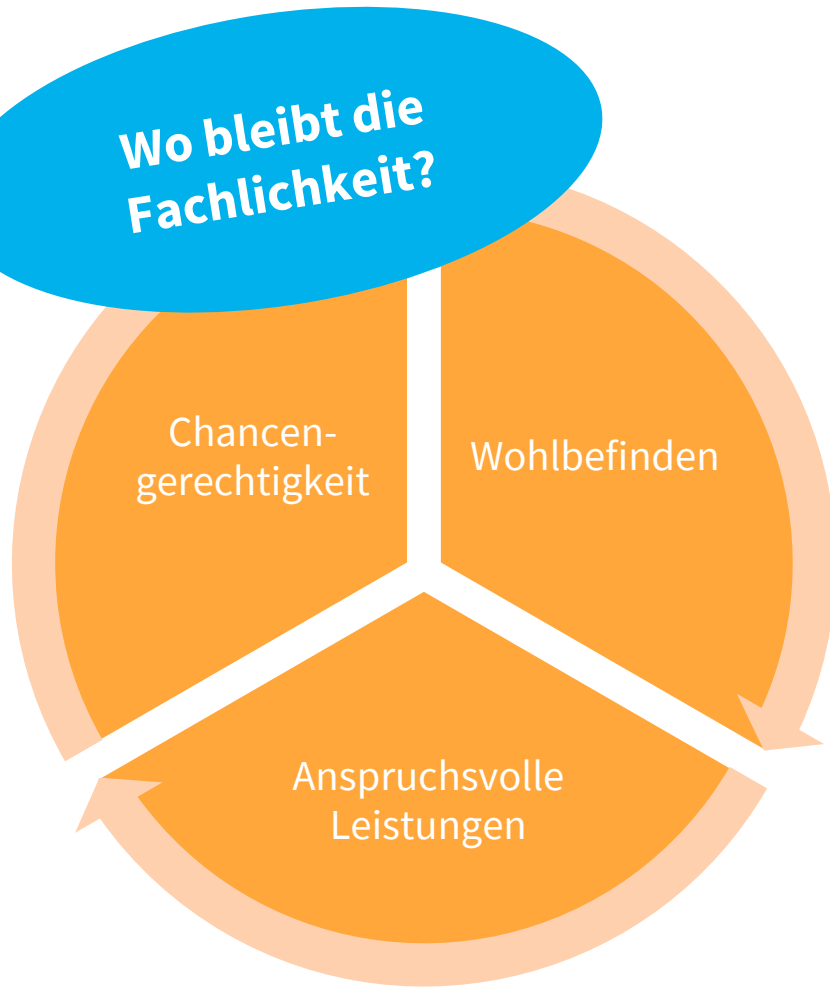 Wo bleibt die
Fachlichkeit?
Chancen-
gerechtigkeit
Wohlbefinden
Anspruchsvolle
Leistungen